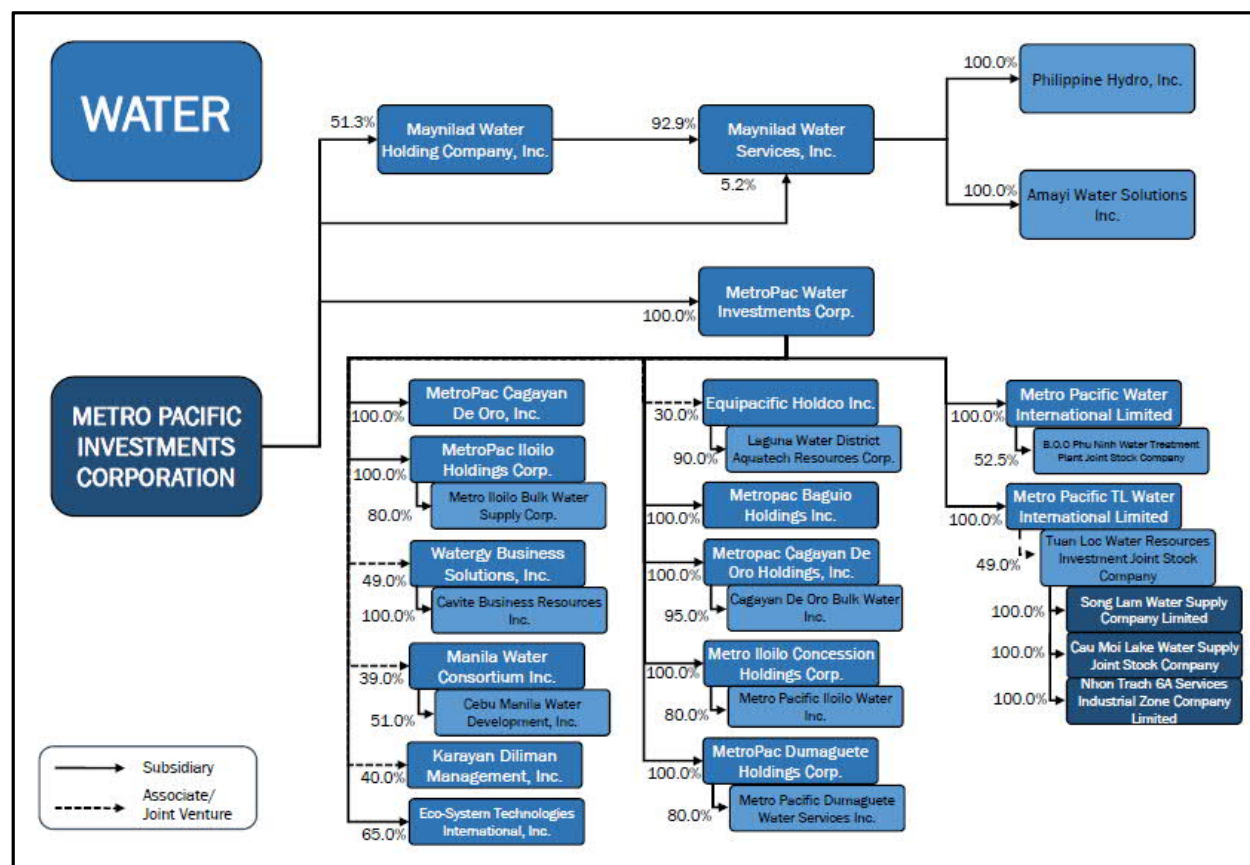 WATER
51.3%
Maynilad Water
Holding Company, Inc.
92.9%
Maynilad Water
Services, Inc.
5.2%
100.0%
Philippine Hydro, Inc.
100.0%
Amayi Water Solutions
Inc.
100.0%
MetroPac Water
Investments Corp.
METRO PACIFIC
INVESTMENTS
CORPORATION
100.0%
MetroPac Cagayan
De Oro, Inc.
100.0%
MetroPac Iloilo
Holdings Corp.
80.0%
Metro Iloilo Bulk Water
Supply Corp.
49.0%
Watergy Business
Solutions, Inc.
100.0%
Cavite Business Resources
Inc.
39.0%
Manila Water
Consortium Inc.
51.0%
Cebu Manila Water
Development, Inc.
40.0%
Karayan Diliman
Management, Inc.
65.0%
Eco-System Technologies
International, Inc.
30.0%
Equipacific Holdco Inc.
90.0%
Laguna Water District
Aquatech Resources Corp.
100.0%
Metropac Baguio
Holdings Inc.
100.0%
Metropac Cagayan De
Oro Holdings, Inc.
95.0%
Cagayan De Oro Bulk Water
Inc.
100.0%
Metro Iloilo Concession
Holdings Corp.
80.0%
Metro Pacific Iloilo Water
Inc.
100.0%
MetroPac Dumaguete
Holdings Corp.
80.0%
Metro Pacific Dumaguete
Water Services Inc.
100.0%
Metro Pacific Water
International Limited
52.5%
B.O.O Phu Ninh Water Treatment
Plant Joint Stock Company
100.0%
Metro Pacific TL Water
International Limited
49.0%
Tuan Loc Water Resources
Investment Joint Stock
Company
100.0%
Song Lam Water Supply
Company Limited
100.0%
Cau Moi Lake Water Supply
Joint Stock Company
100.0%
Nhon Trach 6A Services
Industrial Zone Company
Limited
Subsidiary
Associate/
Joint Venture